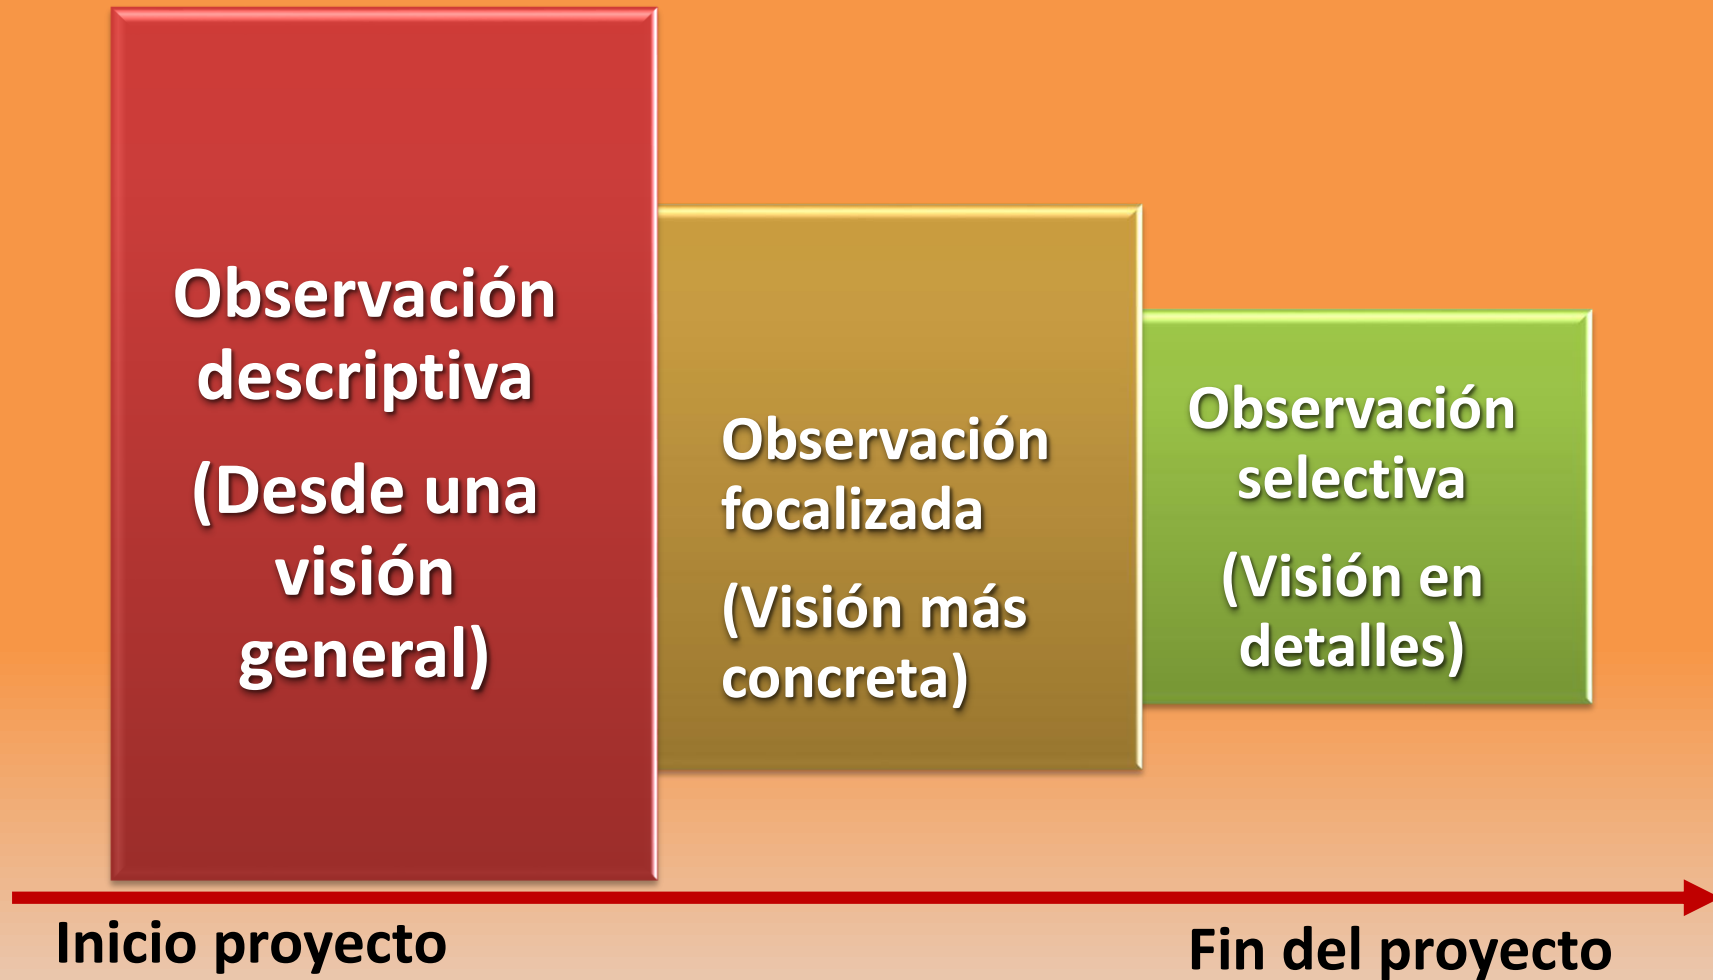 Observación
descriptiva
(Desde una
visión
general)
Observación
focalizada
(Visión más
concreta)
Observación
selectiva
(Visión en
detalles)
Inicio proyecto
Fin del proyecto